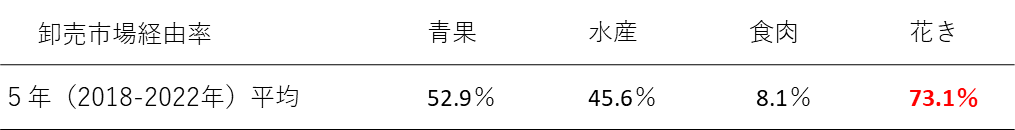 卸売市場経由率 青果 水産 食肉 花き
5年（2018-2022年）平均 52.9％ 45.6％ 8.1％ 73.1％